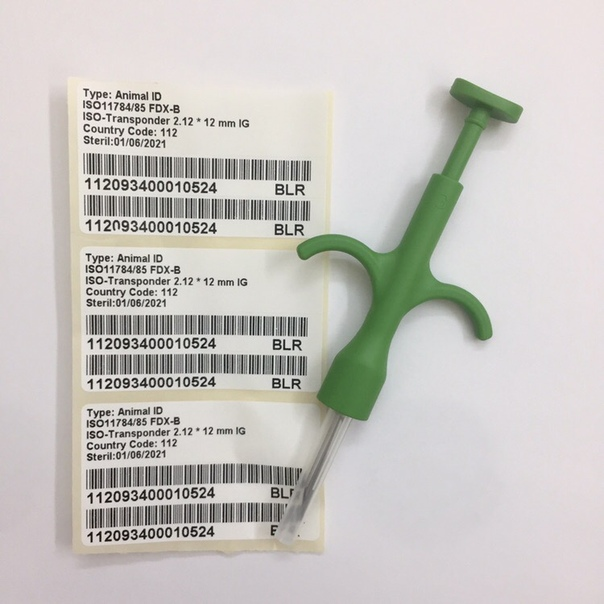 Type: Animal ID
ISO11784/85 FDX-B
ISO-Transponder 2.12 * 12 mm IG
Country Code: 112
Steril:01/06/2021
112093400010524 BLR
112093400010524 BLR
Type: Animal ID
ISO11784/85 FDX-B
ISO-Transponder 2.12 * 12 mm IG
Country Code: 112
Steril:01/06/2021
112093400010524 BLR
112093400010524 BLR
Type: Animal ID
ISO11784/85 FDX-B
ISO-Transponder 2.12 * 12 mm IG
Country Code: 112
Steril:01/06/2021
112093400010524 BLR
112093400010524